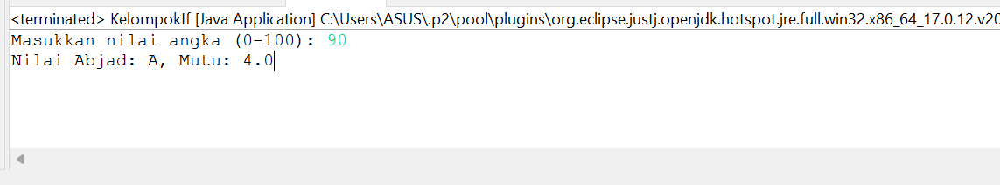 <terminated> KelompokIf [Java Application] C:\Users\ASUS\.p2\pool\plugins\org.eclipse.justj.openjdk.hotspot.jre.full.win32.x86_64_17.0.12.v20
Masukkan nilai angka (0-100): 90
Nilai Abjad: A, Mutu: 4.0